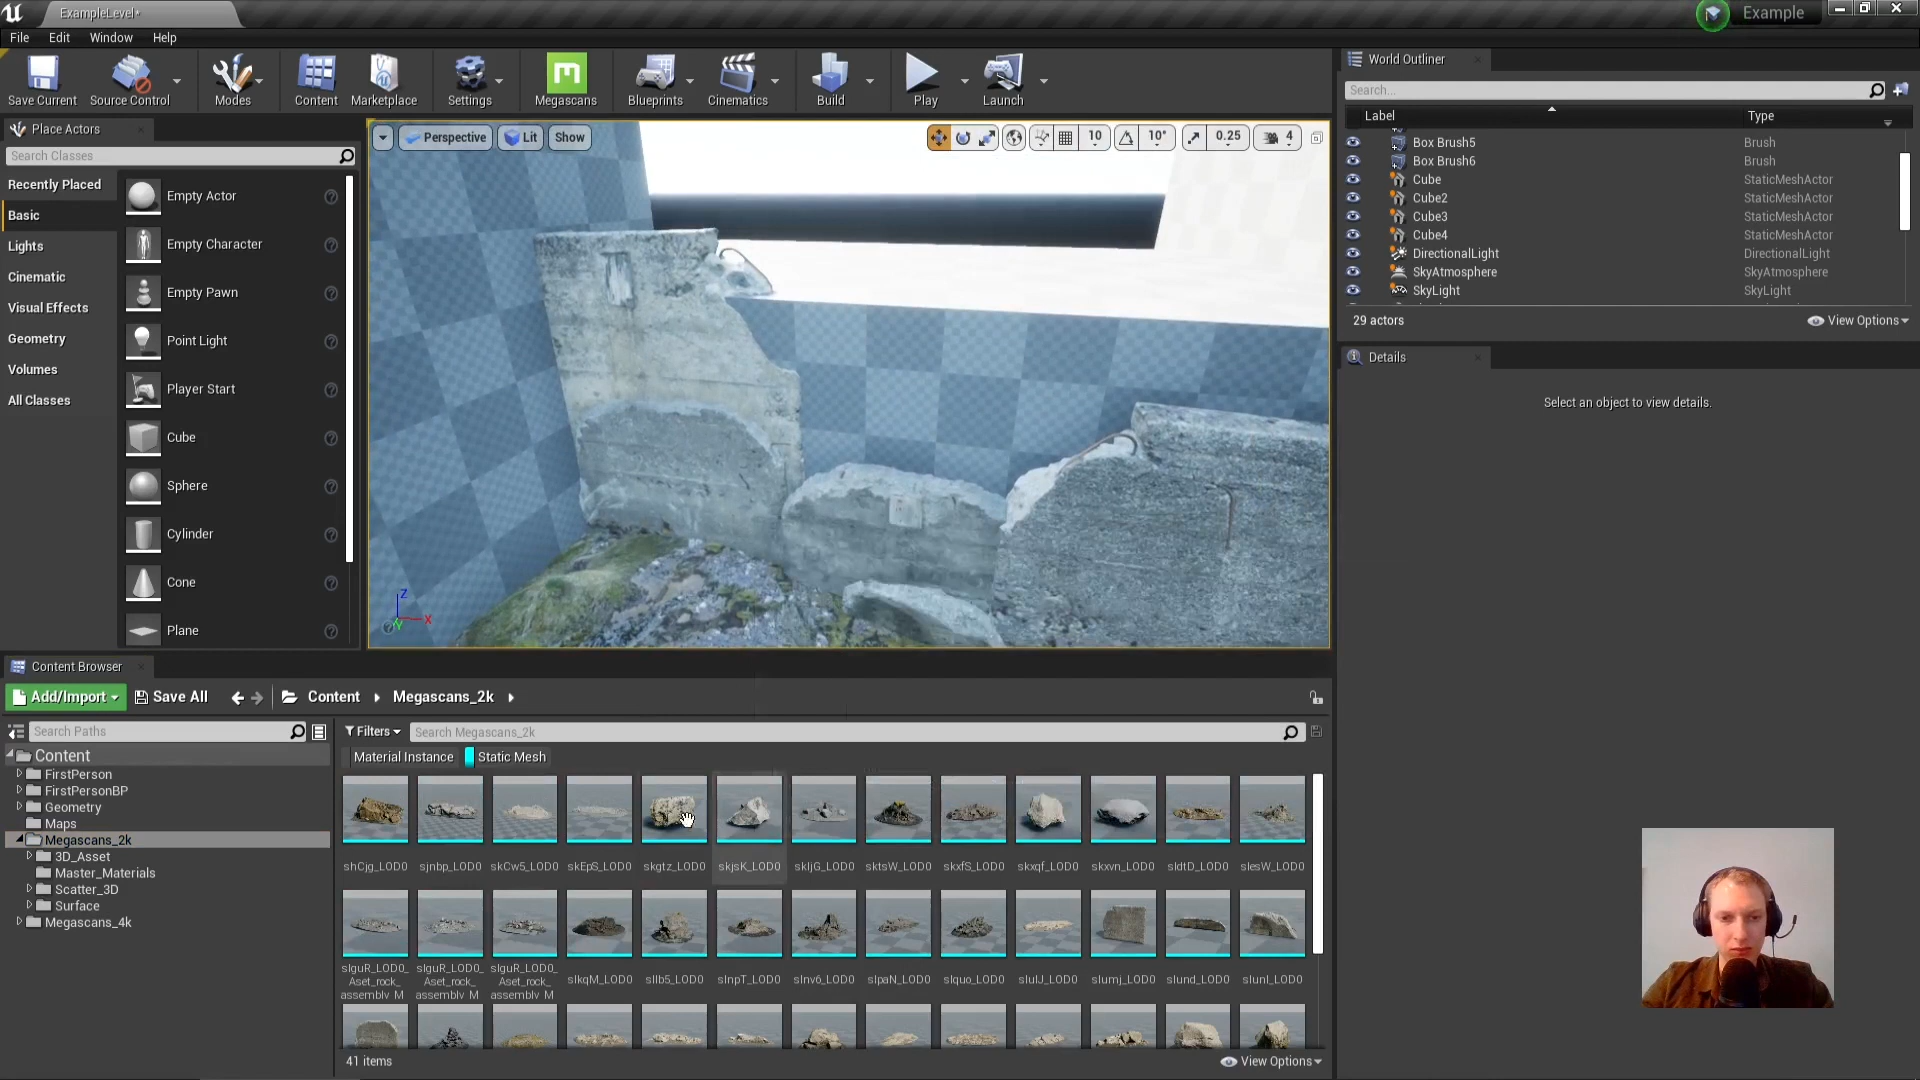 ExampleLevel*
Example
File Edit Window Help
Save Current
Source Control
Modes
Content
Marketplace
Settings
Megascans
Blueprints
Cinematics
Build
Play
Launch
Place Actors
Search Classes
Recently Placed
Basic
Lights
Cinematic
Visual Effects
Geometry
Volumes
All Classes
Empty Actor
Empty Character
Empty Pawn
Point Light
Player Start
Cube
Sphere
Cylinder
Cone
Plane
Perspective
Lit
Show
10
10°
0.25
4
Z
X
Y
World Outliner
Search...
Label Type
Box Brush5 Brush
Box Brush6 Brush
Cube StaticMeshActor
Cube2 StaticMeshActor
Cube3 StaticMeshActor
Cube4 StaticMeshActor
DirectionalLight DirectionalLight
SkyAtmosphere SkyAtmosphere
SkyLight SkyLight
29 actors
View Options
Details
Select an object to view details.
Content Browser
Add/Import
Save All
Content
Megascans_2k
Search Paths
Content
FirstPerson
FirstPersonBP
Geometry
Maps
Megascans_2k
3D_Asset
Master_Materials
Scatter_3D
Surface
Megascans_4k
Filters
Search Megascans_2k
Material Instance
Static Mesh
shCjg_LOD0 sjnbp_LOD0 skCw5_LOD0 skEpS_LOD0 skgtz_LOD0 skjsK_LOD0 skljG_LOD0 sktsW_LOD0 skxfS_LOD0 skxqf_LOD0 skxvn_LOD0 sldtD_LOD0 slesW_LOD0
slguR_LOD0_ slguR_LOD0_ slguR_LOD0_ slkqM_LOD0 sllb5_LOD0 slnpT_LOD0 slnv6_LOD0 slpaN_LOD0 slquo_LOD0 slulJ_LOD0 slumj_LOD0 slund_LOD0 slunl_LOD0
Aset_rock_ Aset_rock_ Aset_rock_
assembly_M assembly_M assembly_M
41 items
View Options